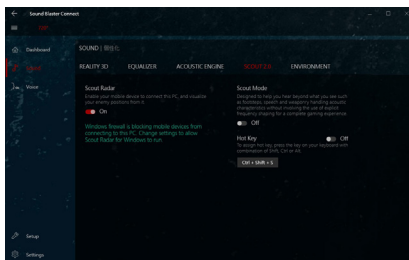 Sound Blaster Connect
Dashboard
SOUND |
REALITY 3D EQUALIZER ACOUSTIC ENGINE SCOUT 2.0 ENVIRONMENT
Voice
Scout Radar
Enable your mobile device to connect this PC, and visualize
your enemy positions from it.
On
Windows firewall is blocking mobile devices from
connecting to this PC. Change settings to allow
Scout Radar for Windows to run.
Scout Mode
Designed to help you hear beyond what you see such
as footsteps, speech and weaponry handling acoustic
characteristics without involving the use of explicit
frequency shaping for a complete gaming experience.
Off
Hot Key Off
To assign hot key, press the key on your keyboard with
combination of Shift, Ctrl or Alt.
Ctrl + Shift + S
Setup
Settings